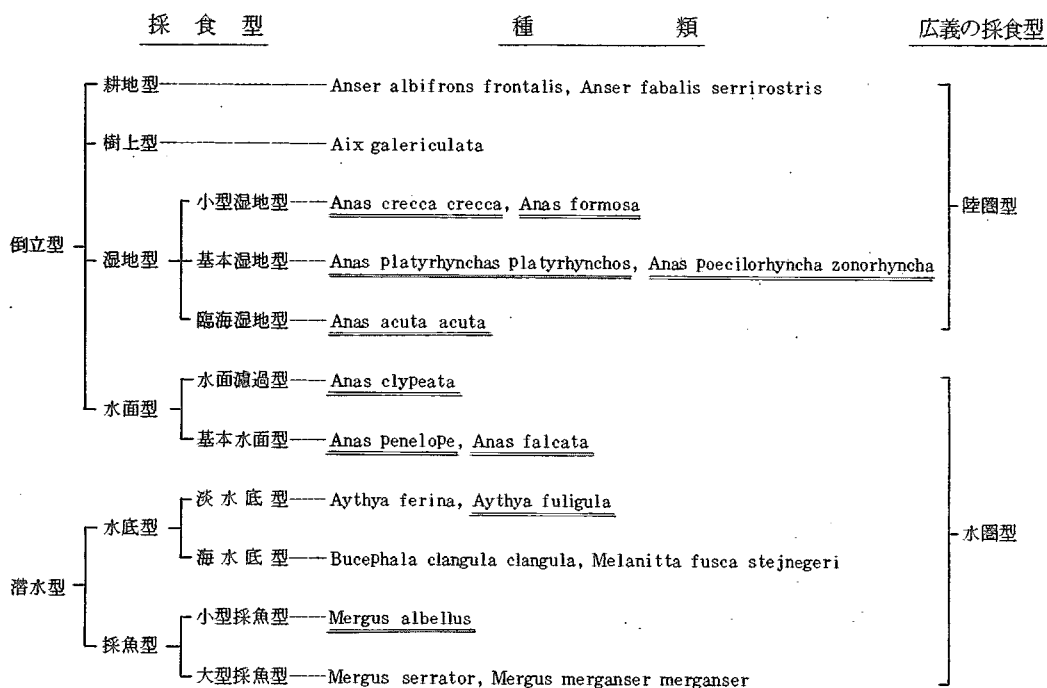 採食型 種類 広義の採食型
耕地型 Anser albifrons frontalis, Anser fabalis serrirostris
樹上型 Aix galericulata
小型湿地型 Anas crecca crecca, Anas formosa
陸圏型
倒立型 湿地型 基本湿地型 Anas platyrhynchas platyrhynchos, Anas poecilorhyncha zonorhyncha
臨海湿地型 Anas acuta acuta
水面濾過型 Anas clypeata
水面型
基本水面型 Anas penelope, Anas falcata
淡水底型 Aythya ferina, Aythya fuligula
水底型 水圏型
海水底型 Bucephala clangula clangula, Melanitta fusca stejnegeri
潜水型
小型採魚型 Mergus albellus
採魚型
大型採魚型 Mergus serrator, Mergus merganser merganser